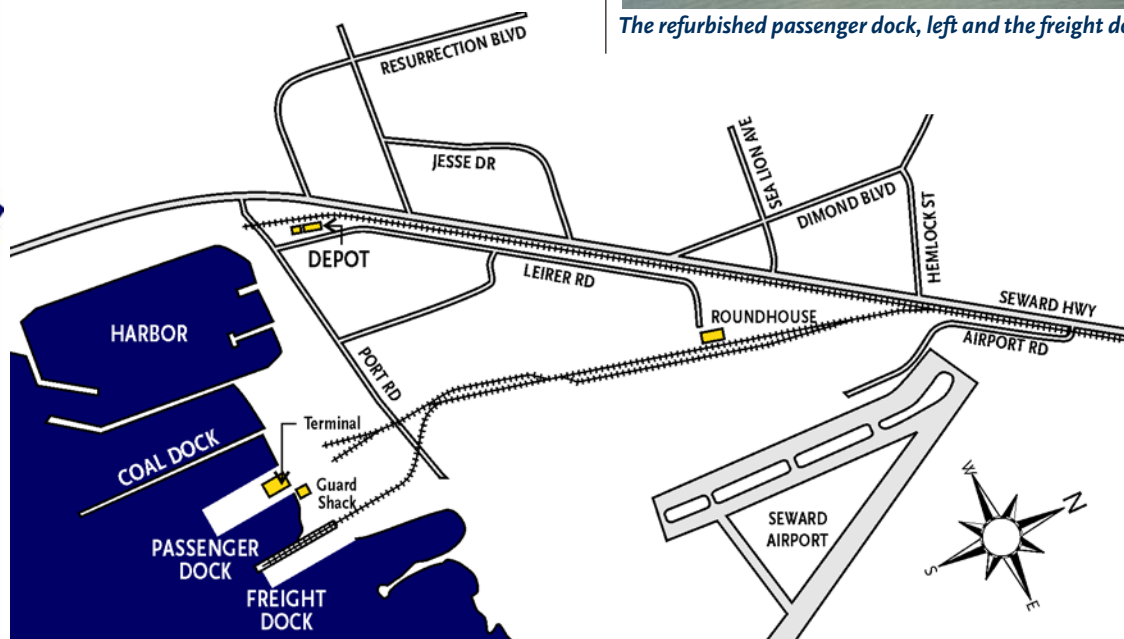 The refurbished passenger dock, left and the freight do
RESURRECTION BLVD
JESSE DR
SEA LION AVE
DIMOND BLVD
HEMLOCK ST
DEPOT
LEIRER RD
SEWARD HWY
ROUNDHOUSE
AIRPORT RD
HARBOR
PORT RD
Terminal
COAL DOCK
Guard
Shack
PASSENGER
DOCK
FREIGHT
DOCK
SEWARD
AIRPORT
W
N
S
E